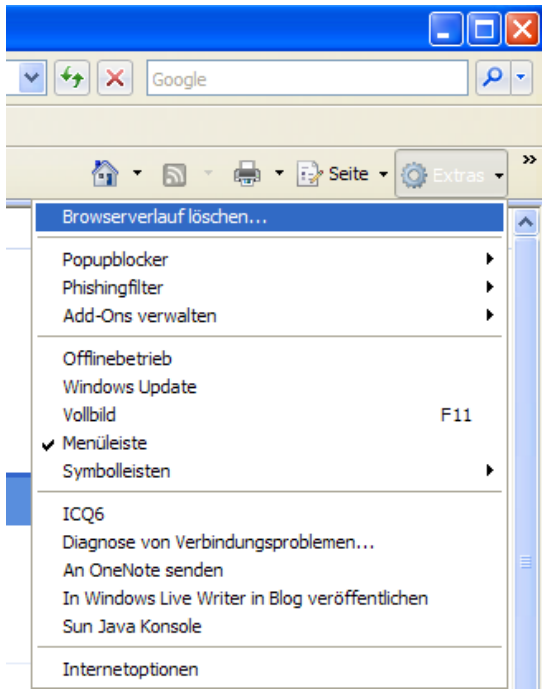 Google
Seite
Extras
Browserverlauf löschen...
Popupblocker
Phishingfilter
Add-Ons verwalten
Offlinebetrieb
Windows Update
Vollbild F11
Menüleiste
Symbolleisten
ICQ6
Diagnose von Verbindungsproblemen...
An OneNote senden
In Windows Live Writer in Blog veröffentlichen
Sun Java Konsole
Internetoptionen